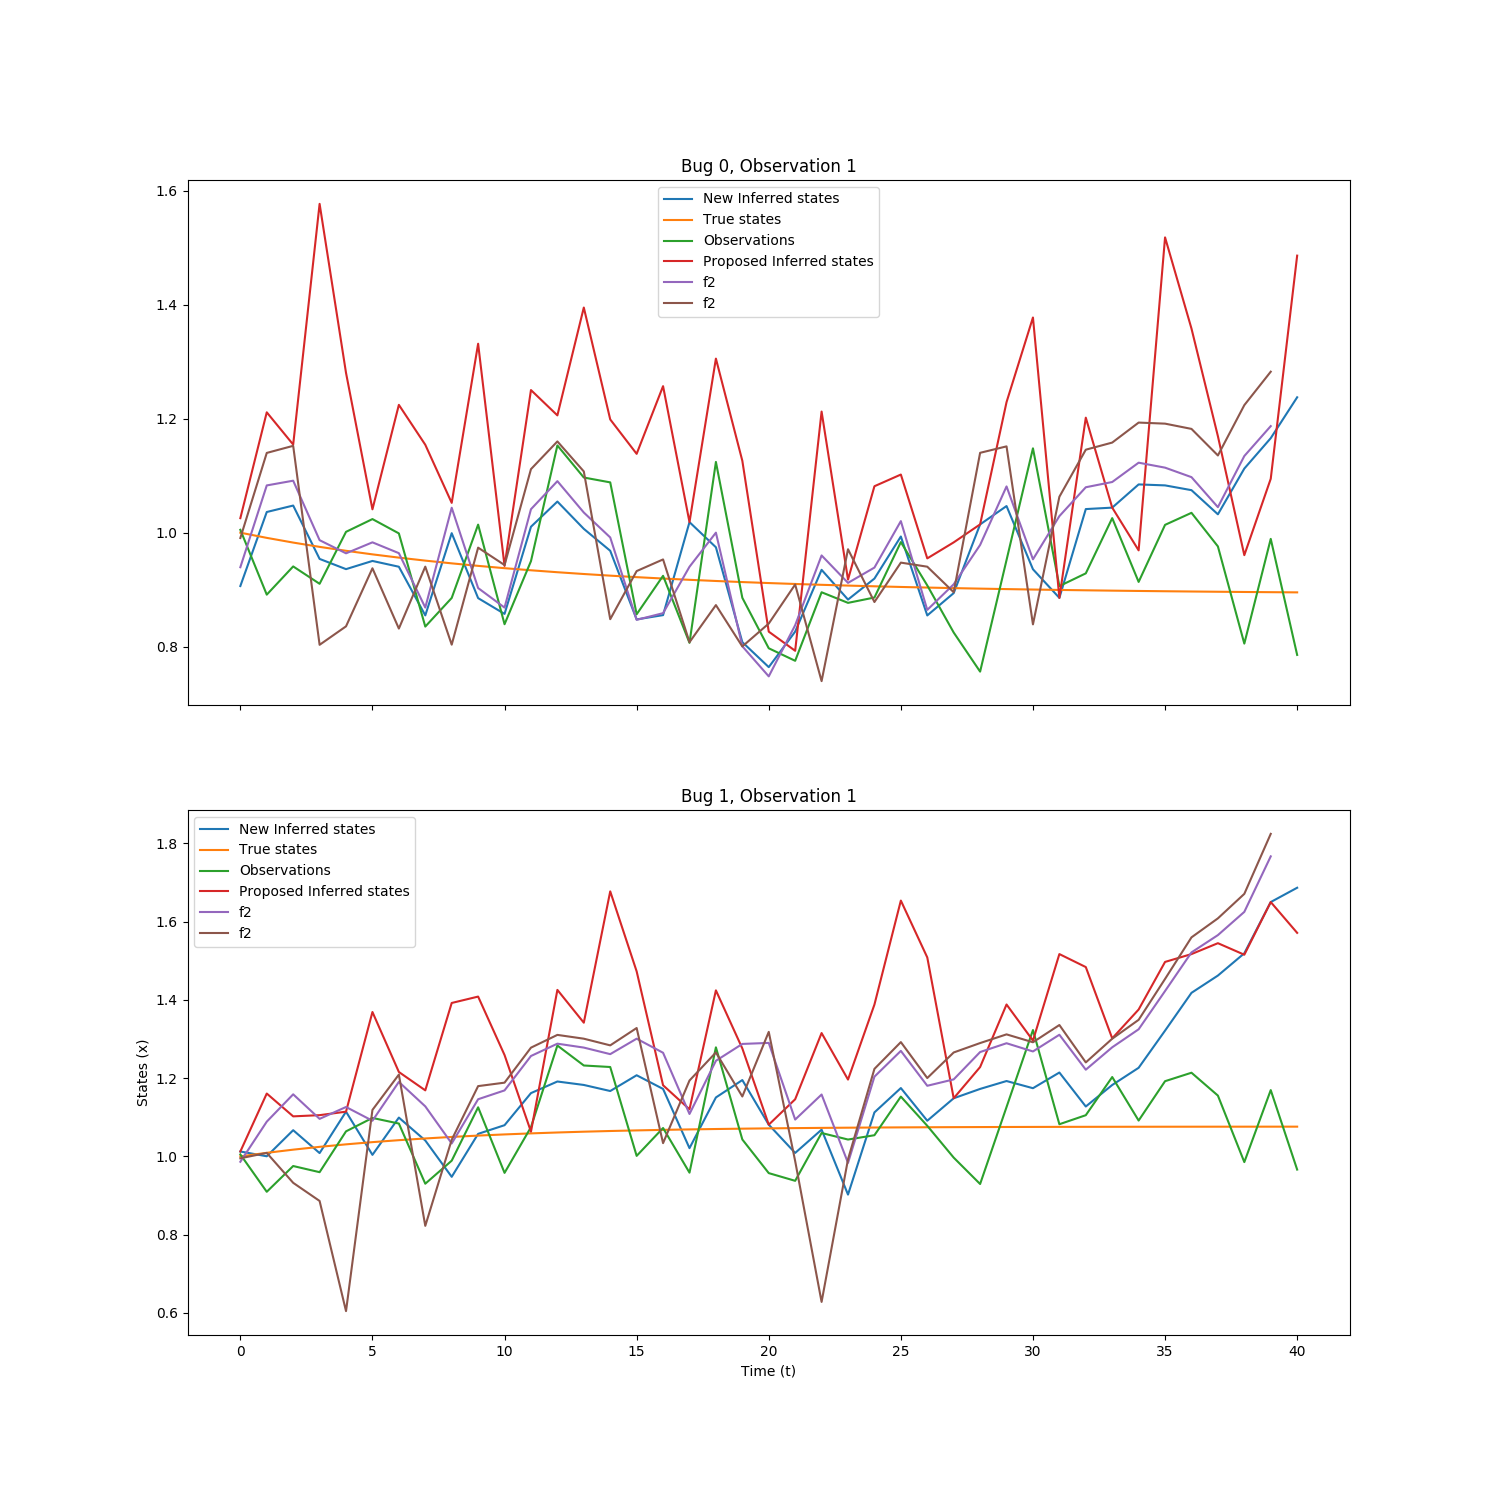 Bug 0, Observation 1
1.6
1.4
1.2
1.0
0.8
New Inferred states
True states
Observations
Proposed Inferred states
f2
f2
Bug 1, Observation 1
1.8
1.6
1.4
1.2
1.0
0.8
0.6
States (x)
New Inferred states
True states
Observations
Proposed Inferred states
f2
f2
0 5 10 15 20 25 30 35 40
Time (t)